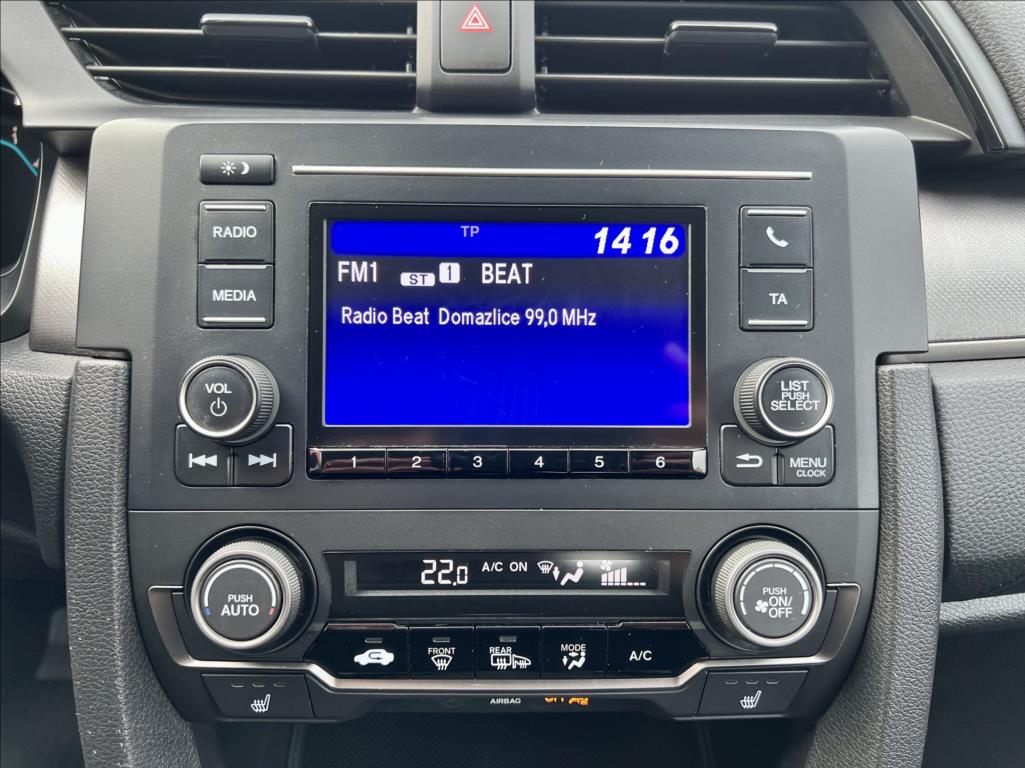 TP
14 16
RADIO
FM1 ST 1 BEAT
MEDIA
Radio Beat Domazlice 99,0 MHz
TA
VOL
LIST
PUSH
SELECT
1 2 3 4 5 6
MENU
CLOCK
22.0 A/C ON
PUSH
AUTO
PUSH
ON/
OFF
FRONT
REAR
MODE
A/C
AIRBAG